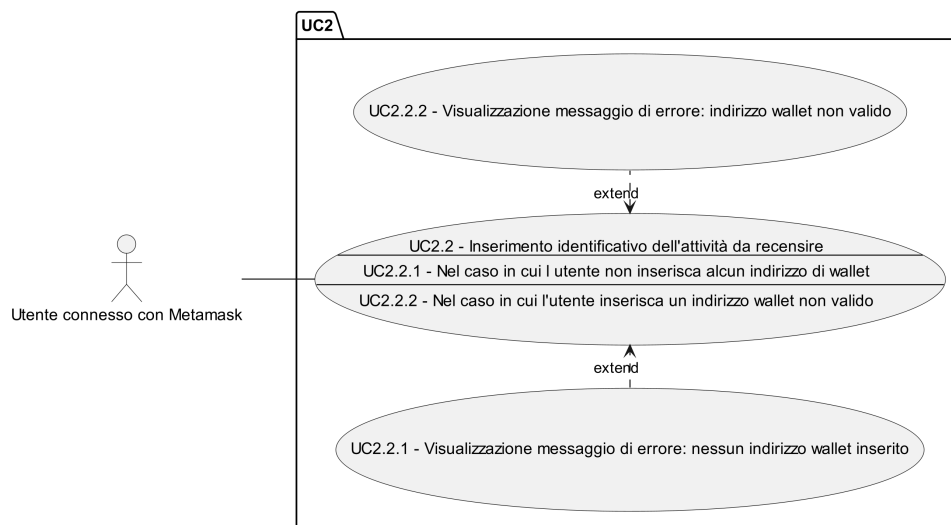 UC2
UC2.2.2 - Visualizzazione messaggio di errore: indirizzo wallet non valido
extend
UC2.2 - Inserimento identificativo dell'attività da recensire
UC2.2.1 - Nel caso in cui l utente non inserisca alcun indirizzo di wallet
UC2.2.2 - Nel caso in cui l'utente inserisca un indirizzo wallet non valido
Utente connesso con Metamask
extend
UC2.2.1 - Visualizzazione messaggio di errore: nessun indirizzo wallet inserito